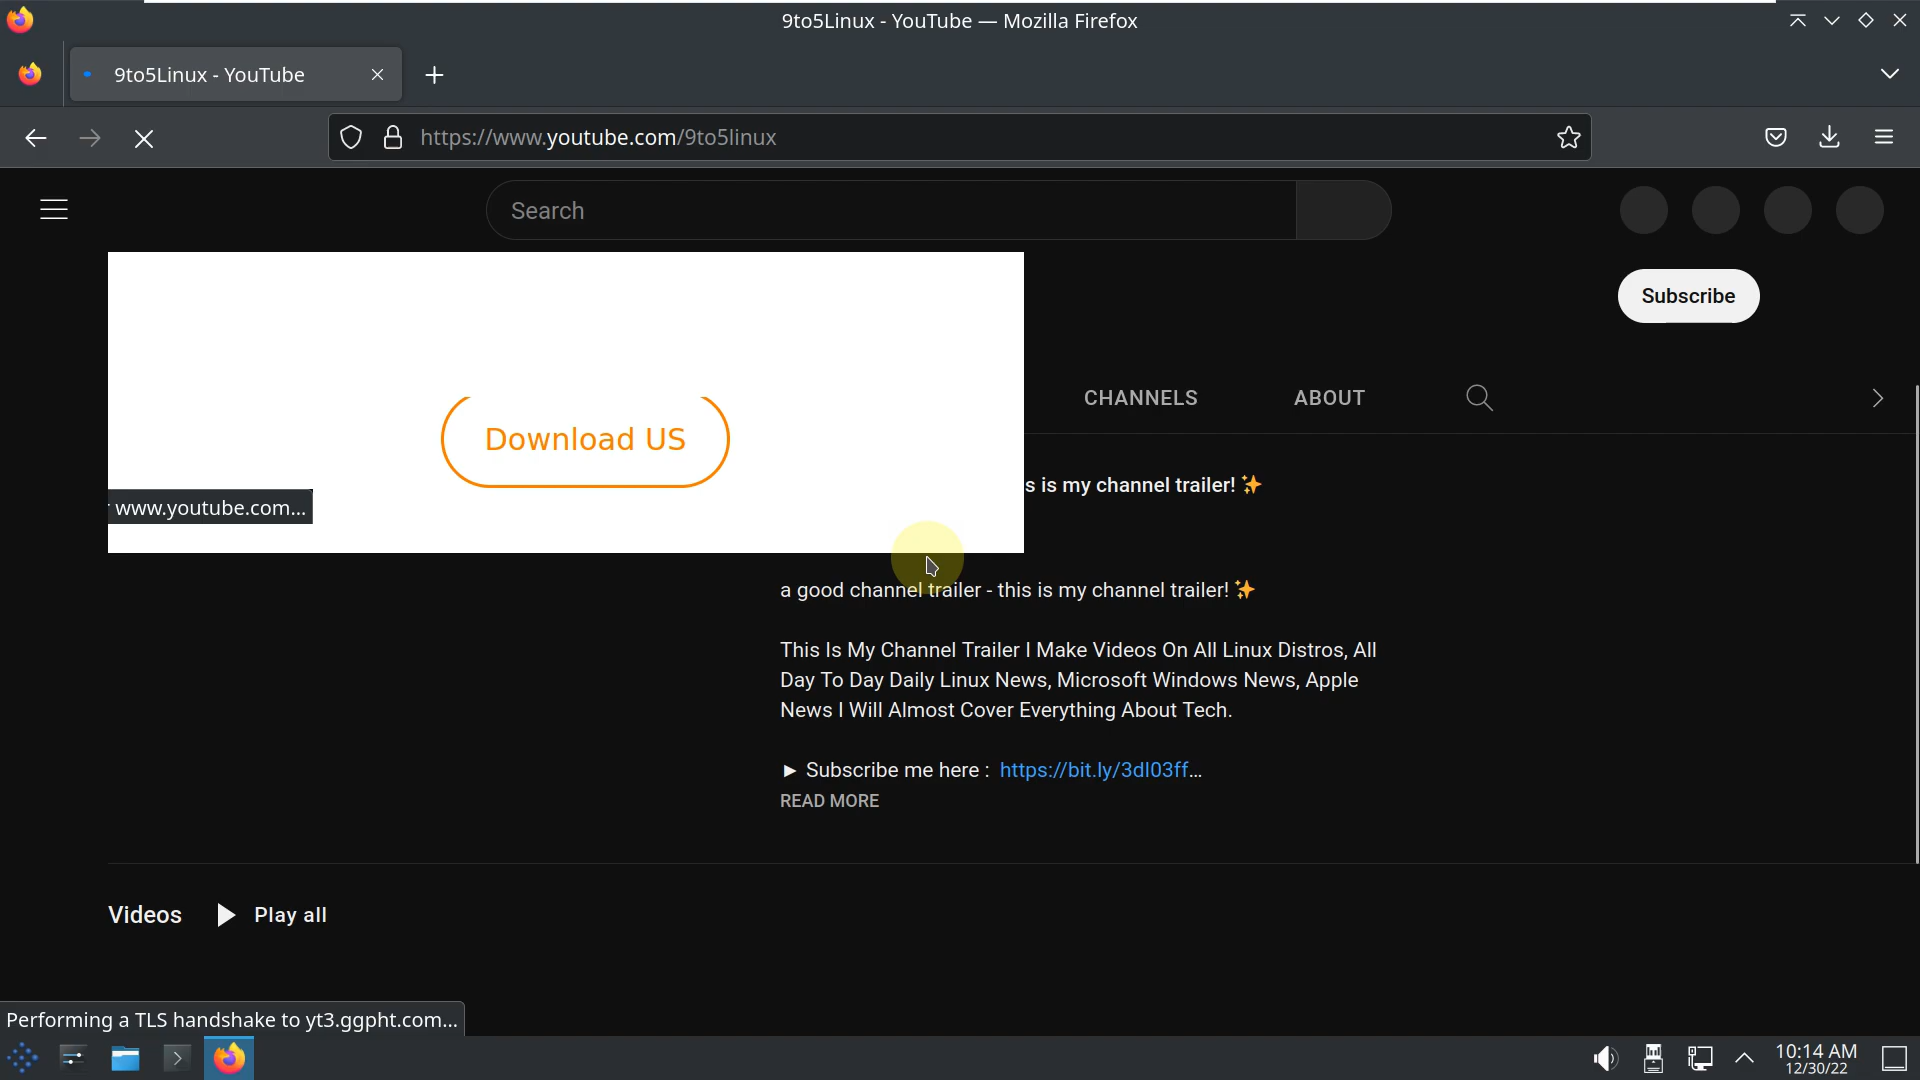 9to5Linux - YouTube — Mozilla Firefox
9to5Linux - YouTube
https://www.youtube.com/9to5linux
Search
Subscribe
CHANNELS ABOUT
Download US
s is my channel trailer! ✨
www.youtube.com...
a good channel trailer - this is my channel trailer! ✨
This Is My Channel Trailer I Make Videos On All Linux Distros, All
Day To Day Daily Linux News, Microsoft Windows News, Apple
News I Will Almost Cover Everything About Tech.
► Subscribe me here : https://bit.ly/3dl03ff...
READ MORE
Videos Play all
Performing a TLS handshake to yt3.ggpht.com...
10:14 AM
12/30/22